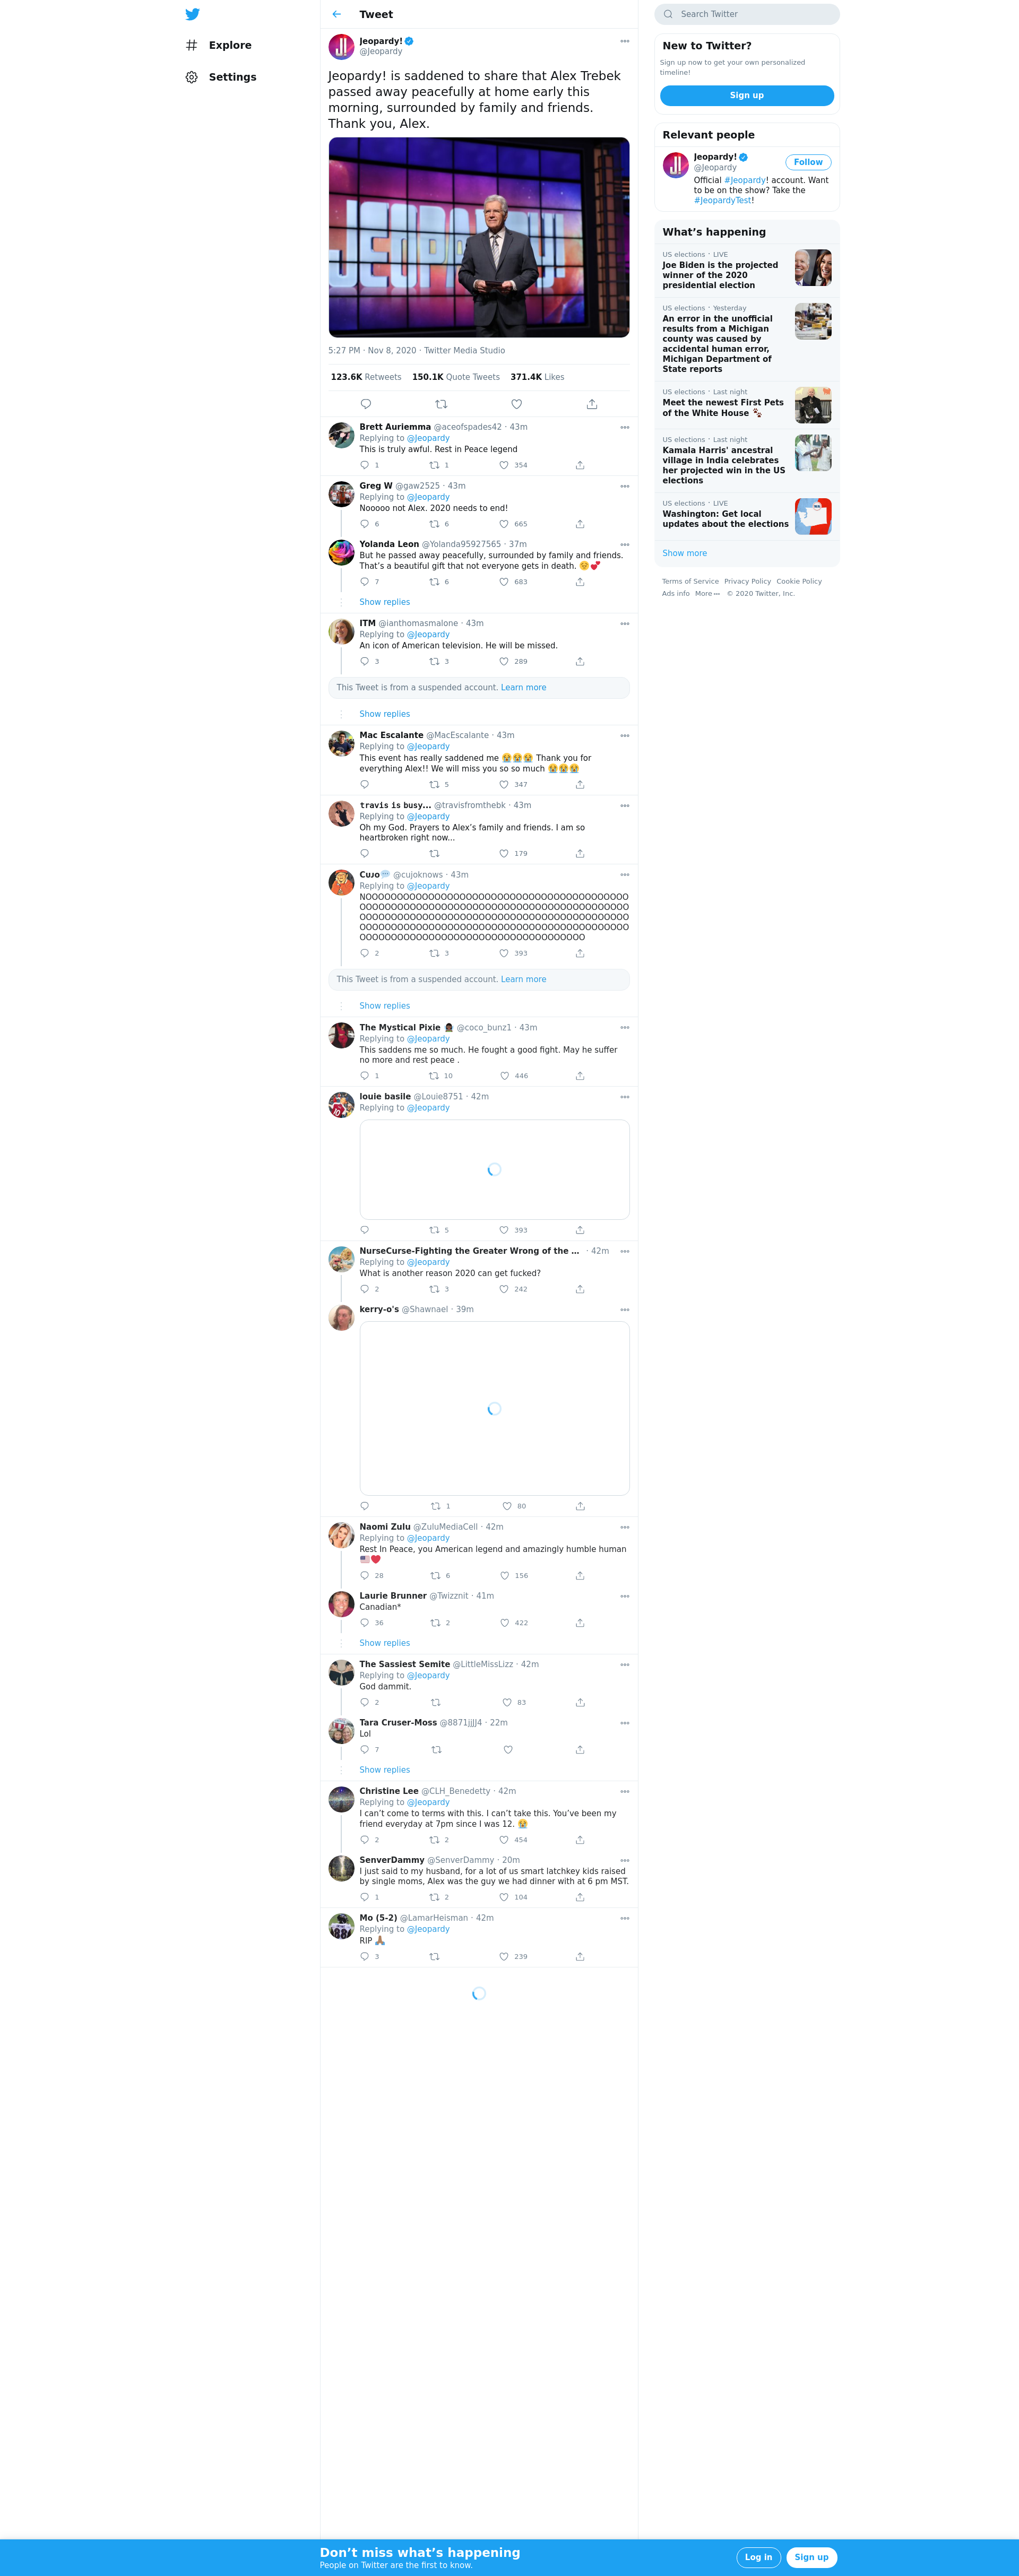 Explore
Settings
Tweet
Jeopardy!
@Jeopardy
Jeopardy! is saddened to share that Alex Trebek
passed away peacefully at home early this
morning, surrounded by family and friends.
Thank you, Alex.
5:27 PM · Nov 8, 2020 · Twitter Media Studio
123.6K Retweets 150.1K Quote Tweets 371.4K Likes
Brett Auriemma @aceofspades42 · 43m
Replying to @Jeopardy
This is truly awful. Rest in Peace legend
1 1 354
Greg W @gaw2525 · 43m
Replying to @Jeopardy
Nooooo not Alex. 2020 needs to end!
6 6 665
Yolanda Leon @Yolanda95927565 · 37m
But he passed away peacefully, surrounded by family and friends.
That’s a beautiful gift that not everyone gets in death. 😢💕
7 6 683
Show replies
ITM @ianthomasmalone · 43m
Replying to @Jeopardy
An icon of American television. He will be missed.
3 3 289
This Tweet is from a suspended account. Learn more
Show replies
Mac Escalante @MacEscalante · 43m
Replying to @Jeopardy
This event has really saddened me 😭😭😭 Thank you for
everything Alex!! We will miss you so so much 😭😭😭
5 347
travis is busy... @travisfromthebk · 43m
Replying to @Jeopardy
Oh my God. Prayers to Alex’s family and friends. I am so
heartbroken right now...
179
Cuᴊo💬 @cujoknows · 43m
Replying to @Jeopardy
NOOOOOOOOOOOOOOOOOOOOOOOOOOOOOOOOOOOOOOOOOO
OOOOOOOOOOOOOOOOOOOOOOOOOOOOOOOOOOOOOOOOOOO
OOOOOOOOOOOOOOOOOOOOOOOOOOOOOOOOOOOOOOOOOOO
OOOOOOOOOOOOOOOOOOOOOOOOOOOOOOOOOOOOOOOOOOO
OOOOOOOOOOOOOOOOOOOOOOOOOOOOOOOOOOOO
2 3 393
This Tweet is from a suspended account. Learn more
Show replies
The Mystical Pixie @coco_bunz1 · 43m
Replying to @Jeopardy
This saddens me so much. He fought a good fight. May he suffer
no more and rest peace .
1 10 446
louie basile @Louie8751 · 42m
Replying to @Jeopardy
5 393
NurseCurse-Fighting the Greater Wrong of the ... · 42m
Replying to @Jeopardy
What is another reason 2020 can get fucked?
2 3 242
kerry-o's @Shawnael · 39m
1 80
Naomi Zulu @ZuluMediaCell · 42m
Replying to @Jeopardy
Rest In Peace, you American legend and amazingly humble human
🇺🇸❤️
28 6 156
Laurie Brunner @Twizznit · 41m
Canadian*
36 2 422
Show replies
The Sassiest Semite @LittleMissLizz · 42m
Replying to @Jeopardy
God dammit.
2 83
Tara Cruser-Moss @8871jjJJ4 · 22m
Lol
7
Show replies
Christine Lee @CLH_Benedetty · 42m
Replying to @Jeopardy
I can’t come to terms with this. I can’t take this. You’ve been my
friend everyday at 7pm since I was 12. 😭
2 2 454
SenverDammy @SenverDammy · 20m
I just said to my husband, for a lot of us smart latchkey kids raised
by single moms, Alex was the guy we had dinner with at 6 pm MST.
1 2 104
Mo (5-2) @LamarHeisman · 42m
Replying to @Jeopardy
RIP 🙏🏽
3 239
Search Twitter
New to Twitter?
Sign up now to get your own personalized
timeline!
Sign up
Relevant people
Jeopardy!
@Jeopardy
Follow
Official #Jeopardy! account. Want
to be on the show? Take the
#JeopardyTest!
What’s happening
US elections · LIVE
Joe Biden is the projected
winner of the 2020
presidential election
US elections · Yesterday
An error in the unofficial
results from a Michigan
county was caused by
accidental human error,
Michigan Department of
State reports
US elections · Last night
Meet the newest First Pets
of the White House 🐾
US elections · Last night
Kamala Harris' ancestral
village in India celebrates
her projected win in the US
elections
US elections · LIVE
Washington: Get local
updates about the elections
Show more
Terms of Service Privacy Policy Cookie Policy
Ads info More ••• © 2020 Twitter, Inc.
Don’t miss what’s happening
People on Twitter are the first to know.
Log in
Sign up